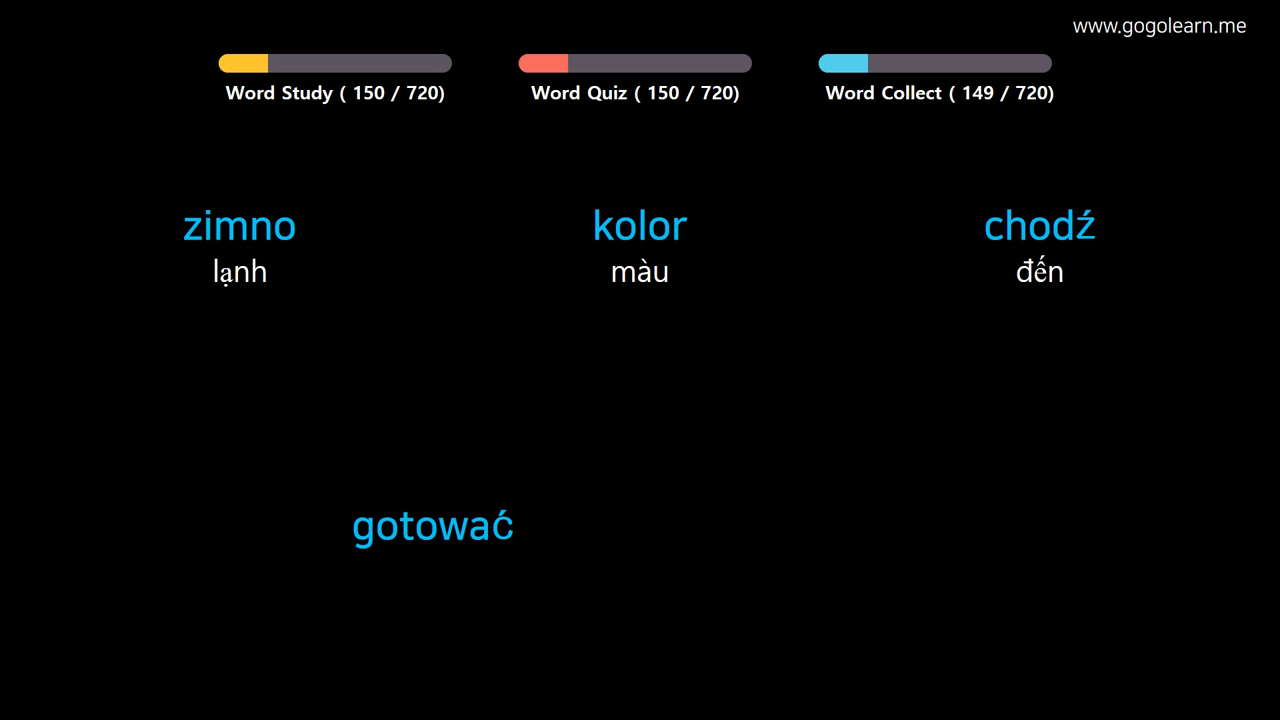 www.gogolearn.me
Word Study ( 150 / 720)
Word Quiz ( 150 / 720)
Word Collect ( 149 / 720)
zimno
kolor
chodź
lạnh
màu
đến
gotować